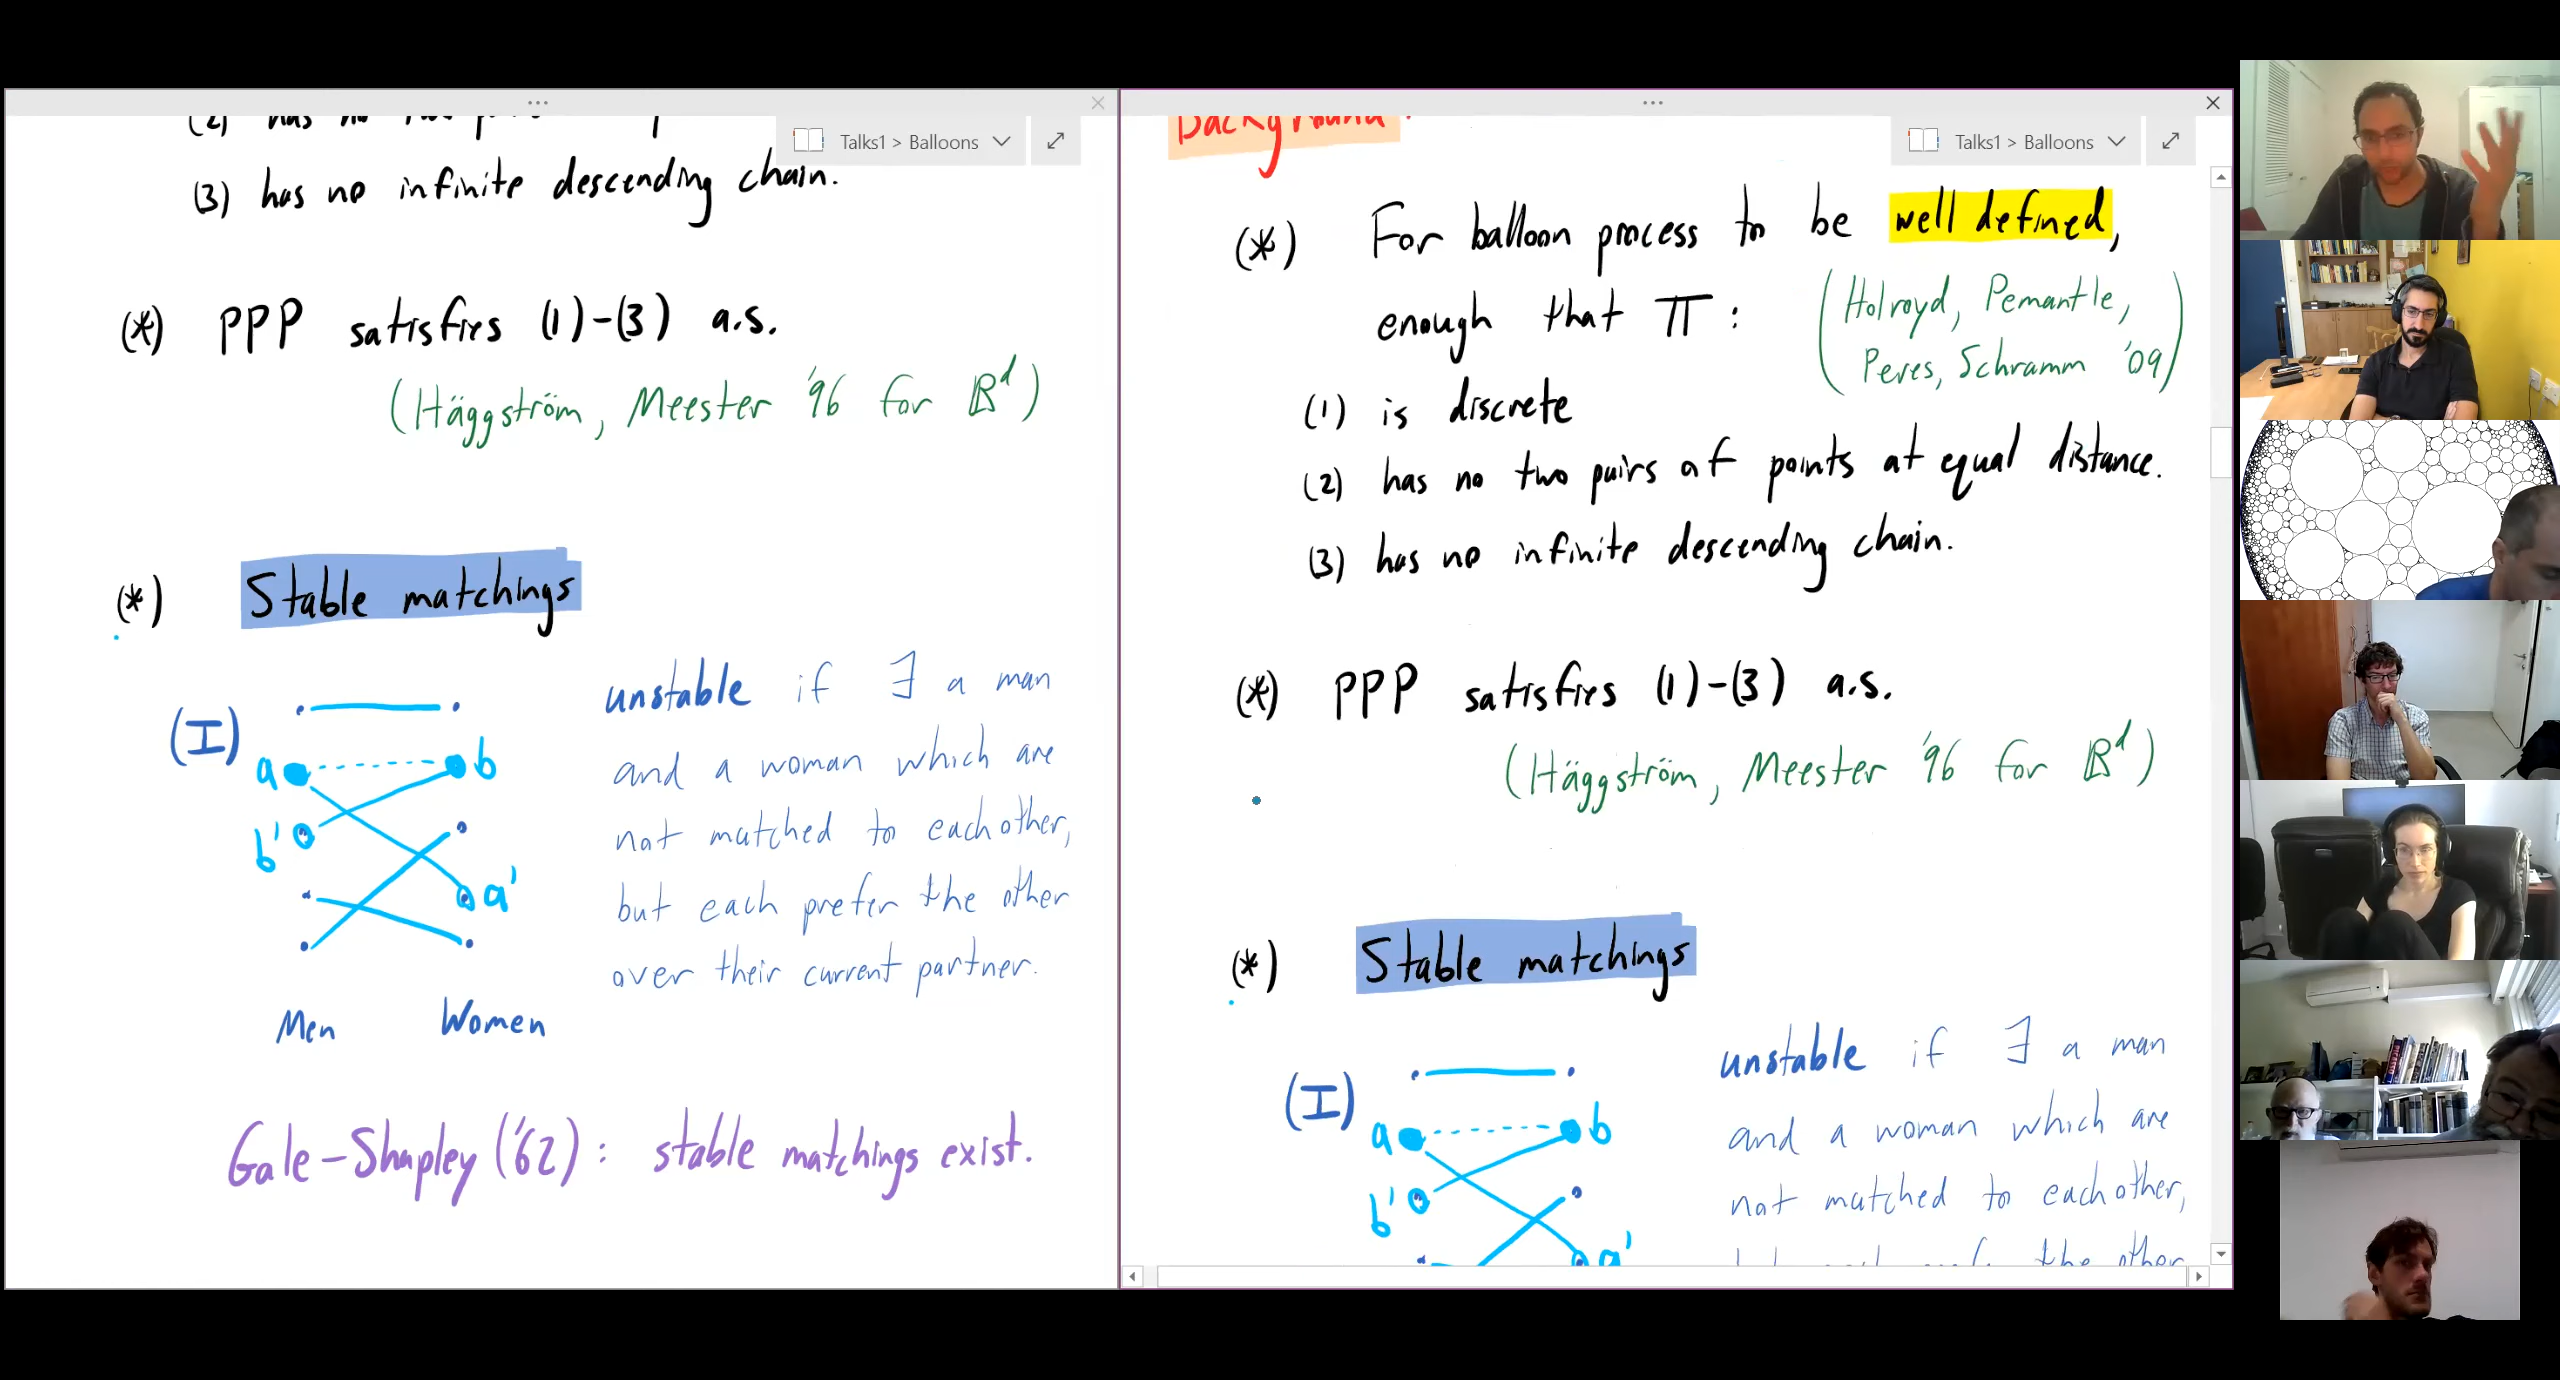 Talks1 > Balloons
(3) has no infinite descending chain.
(*) PPP satisfies (1)-(3) a.s.
(Häggström, Meester '96 for ℝᵈ)
(*) Stable matchings
(I)
a b
b'
a'
Men Women
unstable if ∃ a man
and a woman which are
not matched to each other,
but each prefer the other
over their current partner.
Gale-Shapley ('62): stable matchings exist.
Background:
Talks1 > Balloons
(*) For balloon process to be well defined,
enough that Π: (Holroyd, Pemantle,
Peres, Schramm '09)
(1) is discrete
(2) has no two pairs of points at equal distance.
(3) has no infinite descending chain.
(*) PPP satisfies (1)-(3) a.s.
(Häggström, Meester '96 for ℝᵈ)
(*) Stable matchings
(I)
a b
b'
a'
unstable if ∃ a man
and a woman which are
not matched to each other,
the other